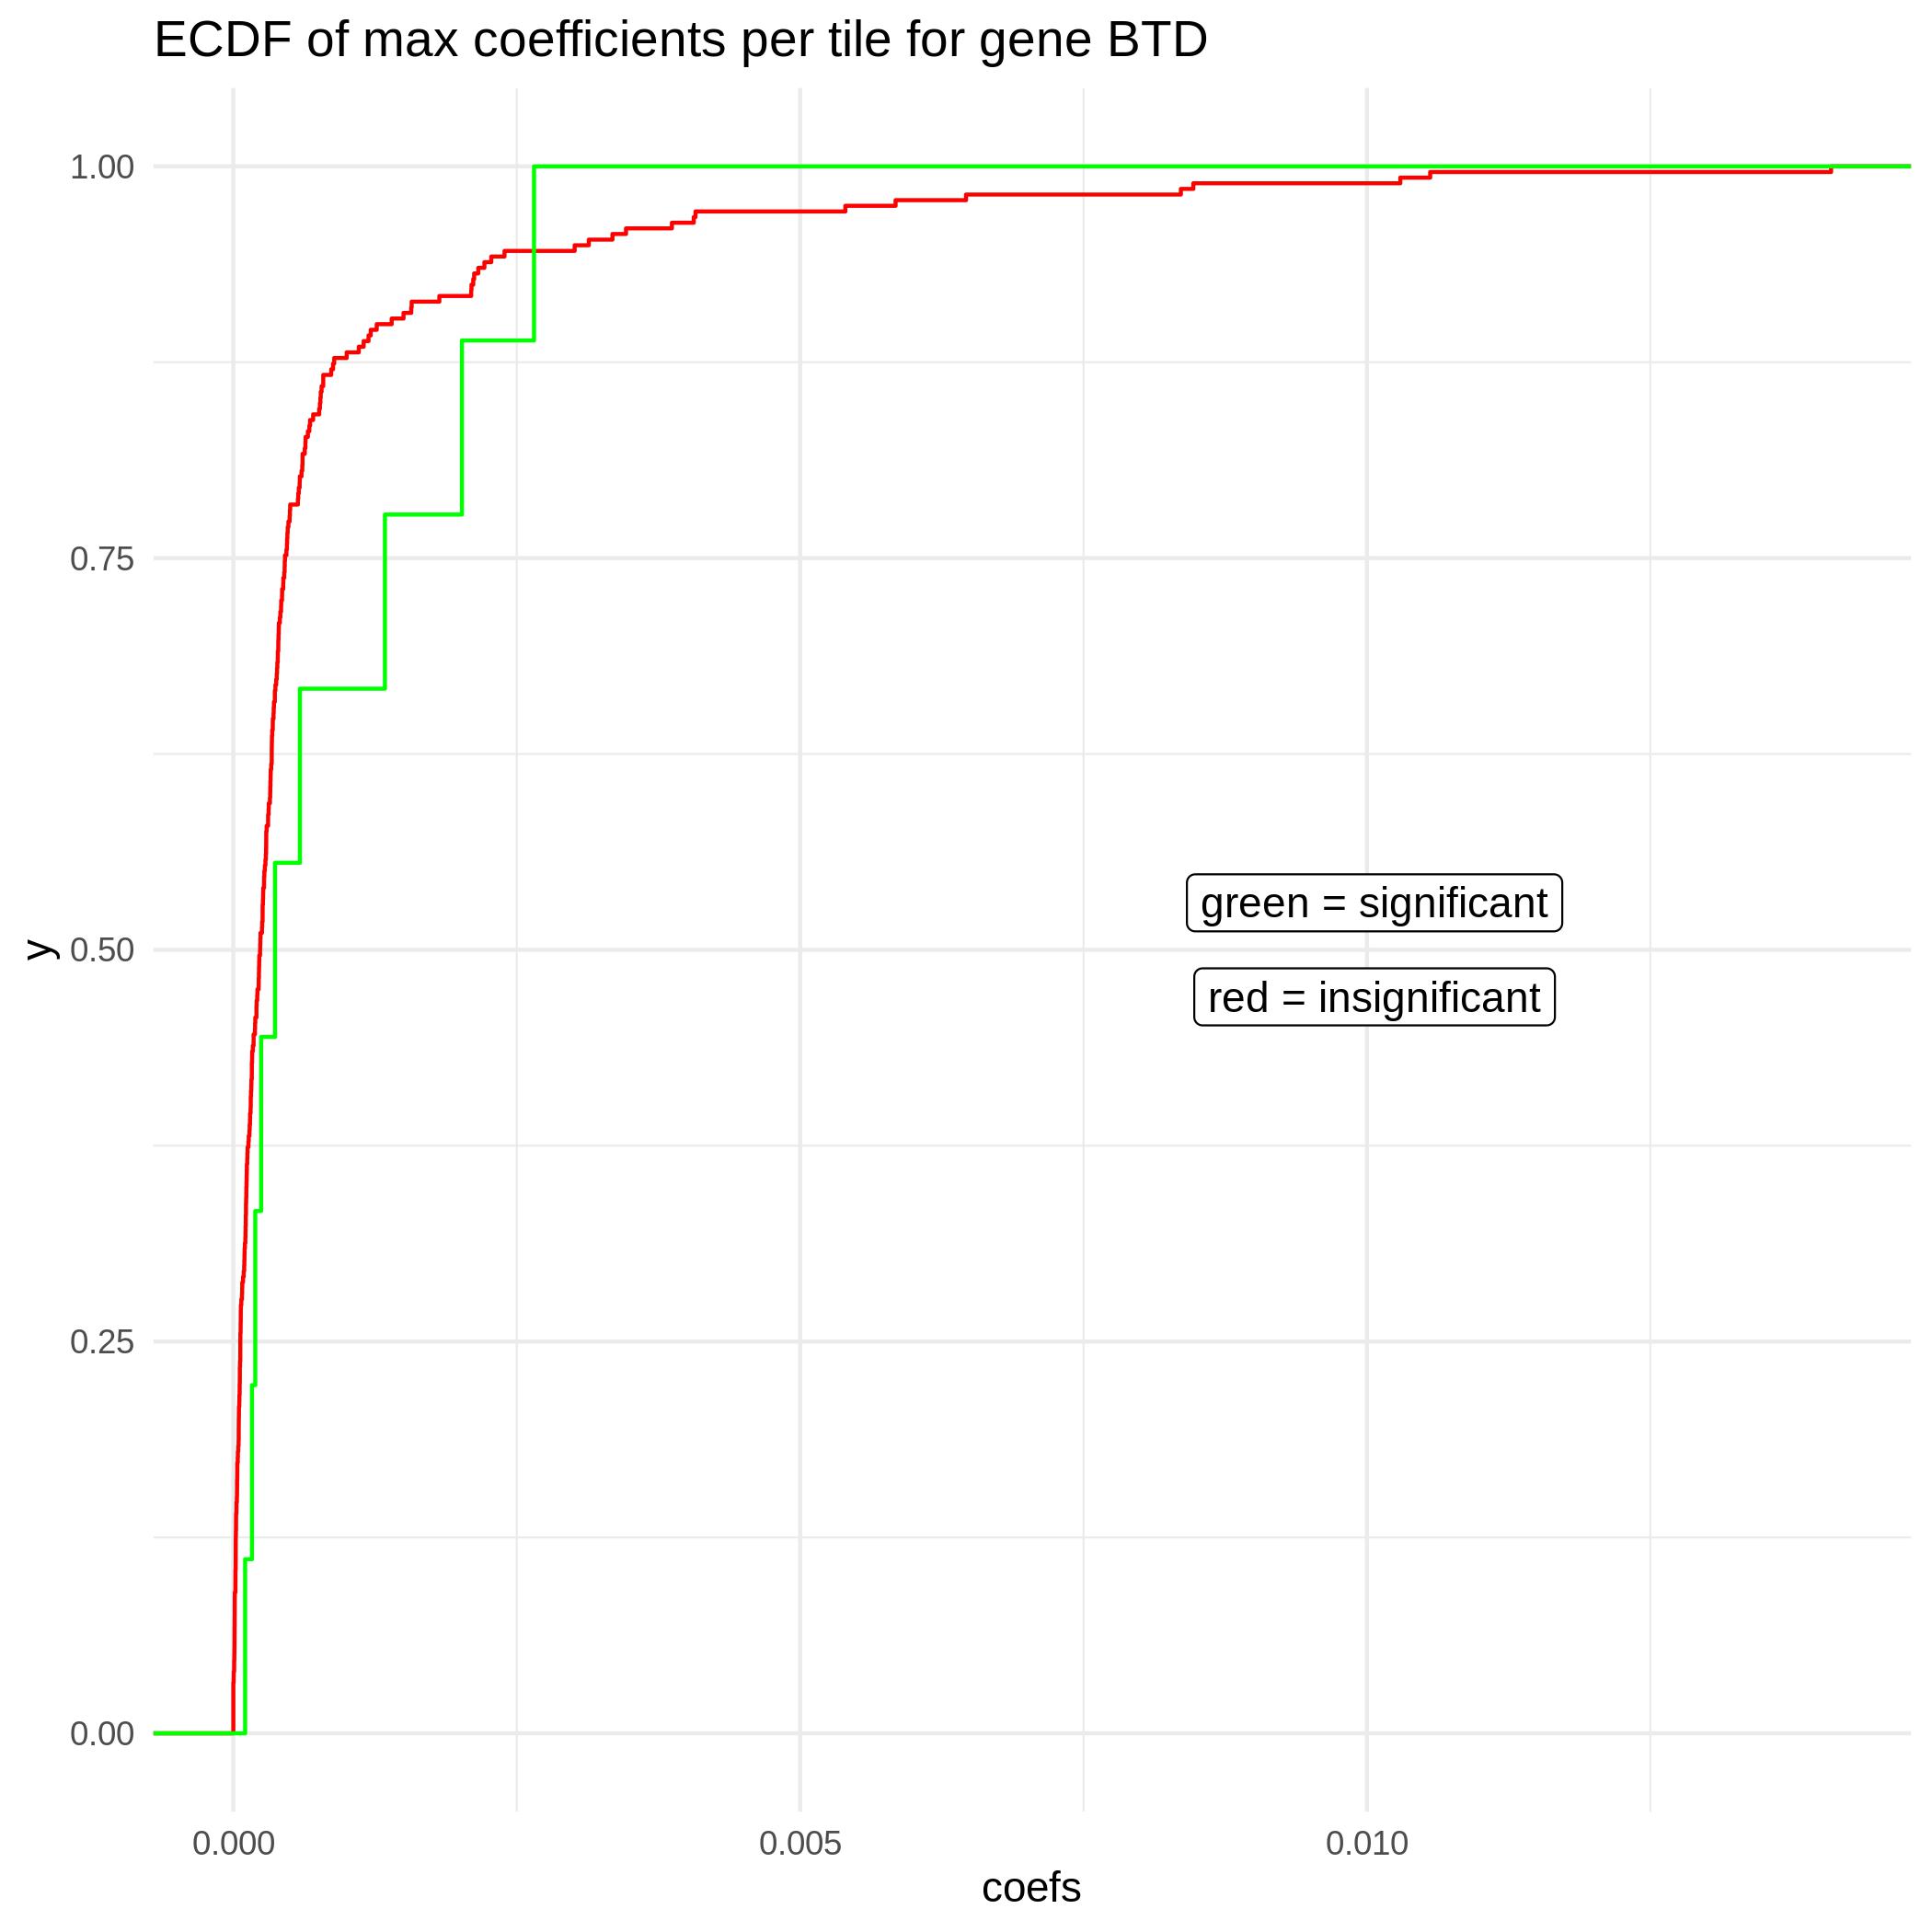 ECDF of max coefficients per tile for gene BTD
1.00
0.75
0.50
0.25
0.00
y
green = significant
red = insignificant
0.000
0.005
0.010
coefs